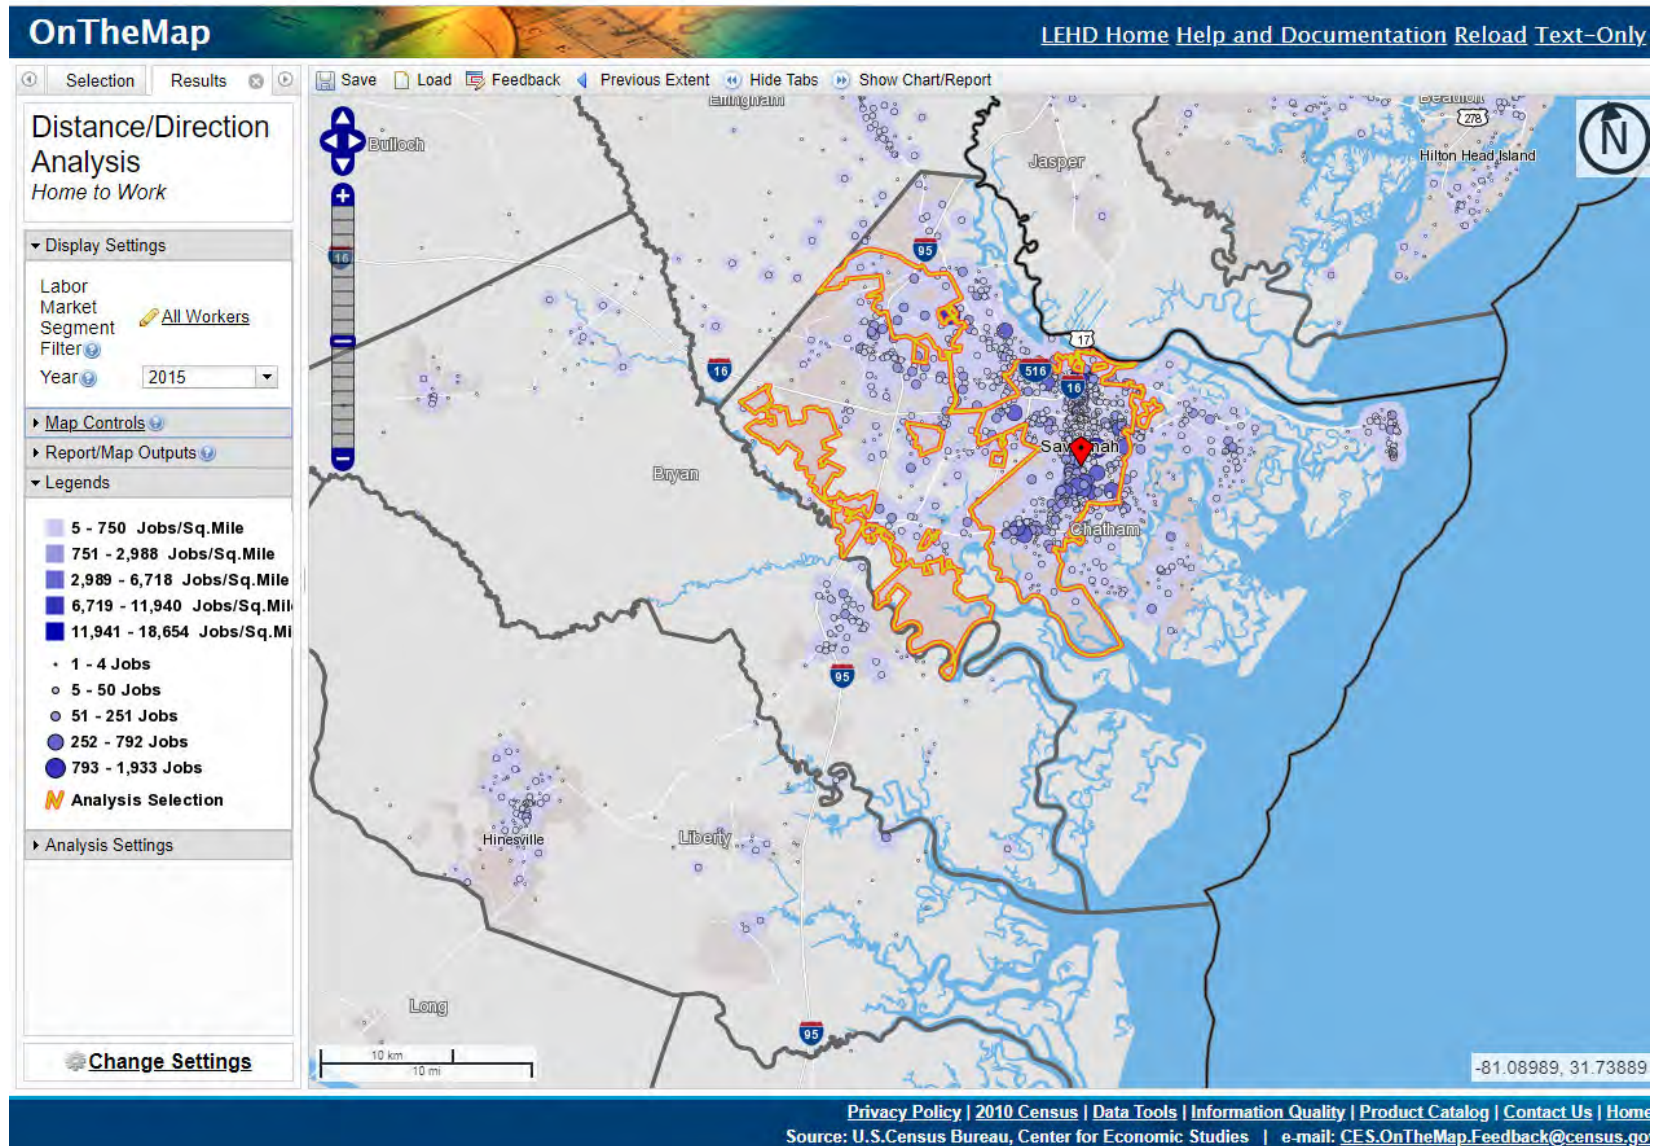 OnTheMap
LEHD Home Help and Documentation Reload Text-Only
Selection Results
Save Load Feedback Previous Extent Hide Tabs Show Chart/Report
Distance/Direction
Analysis
Home to Work
Display Settings
Labor
Market
Segment
Filter
All Workers
Year 2015
Map Controls
Report/Map Outputs
Legends
5 - 750 Jobs/Sq.Mile
751 - 2,988 Jobs/Sq.Mile
2,989 - 6,718 Jobs/Sq.Mile
6,719 - 11,940 Jobs/Sq.Mil
11,941 - 18,654 Jobs/Sq.Mi
1 - 4 Jobs
5 - 50 Jobs
51 - 251 Jobs
252 - 792 Jobs
793 - 1,933 Jobs
Analysis Selection
Analysis Settings
Change Settings
Effingham
Beaufort
278
Bulloch
Jasper
Hilton Head Island
N
16
95
17
16
516
16
Savannah
Bryan
Chatham
95
Hinesville
Liberty
Long
95
10 km
10 mi
-81.08989, 31.73889
Privacy Policy | 2010 Census | Data Tools | Information Quality | Product Catalog | Contact Us | Home
Source: U.S.Census Bureau, Center for Economic Studies | e-mail: CES.OnTheMap.Feedback@census.gov